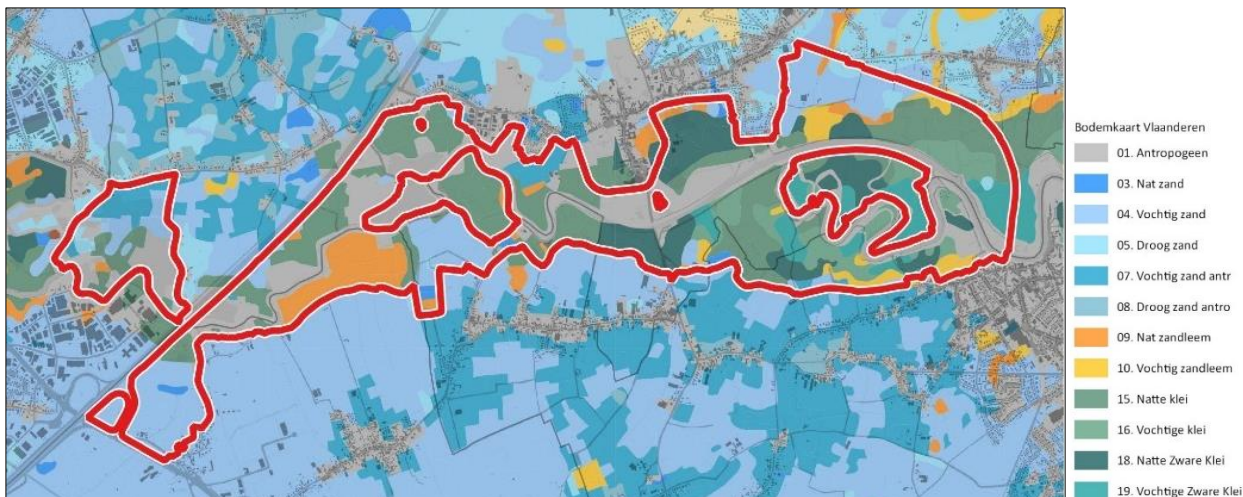 Bodemkaart Vlaanderen
01. Antropogeen
03. Nat zand
04. Vochtig zand
05. Droog zand
07. Vochtig zand antr
08. Droog zand antro
09. Nat zandleem
10. Vochtig zandleem
15. Natte klei
16. Vochtige klei
18. Natte Zware Klei
19. Vochtige Zware Klei